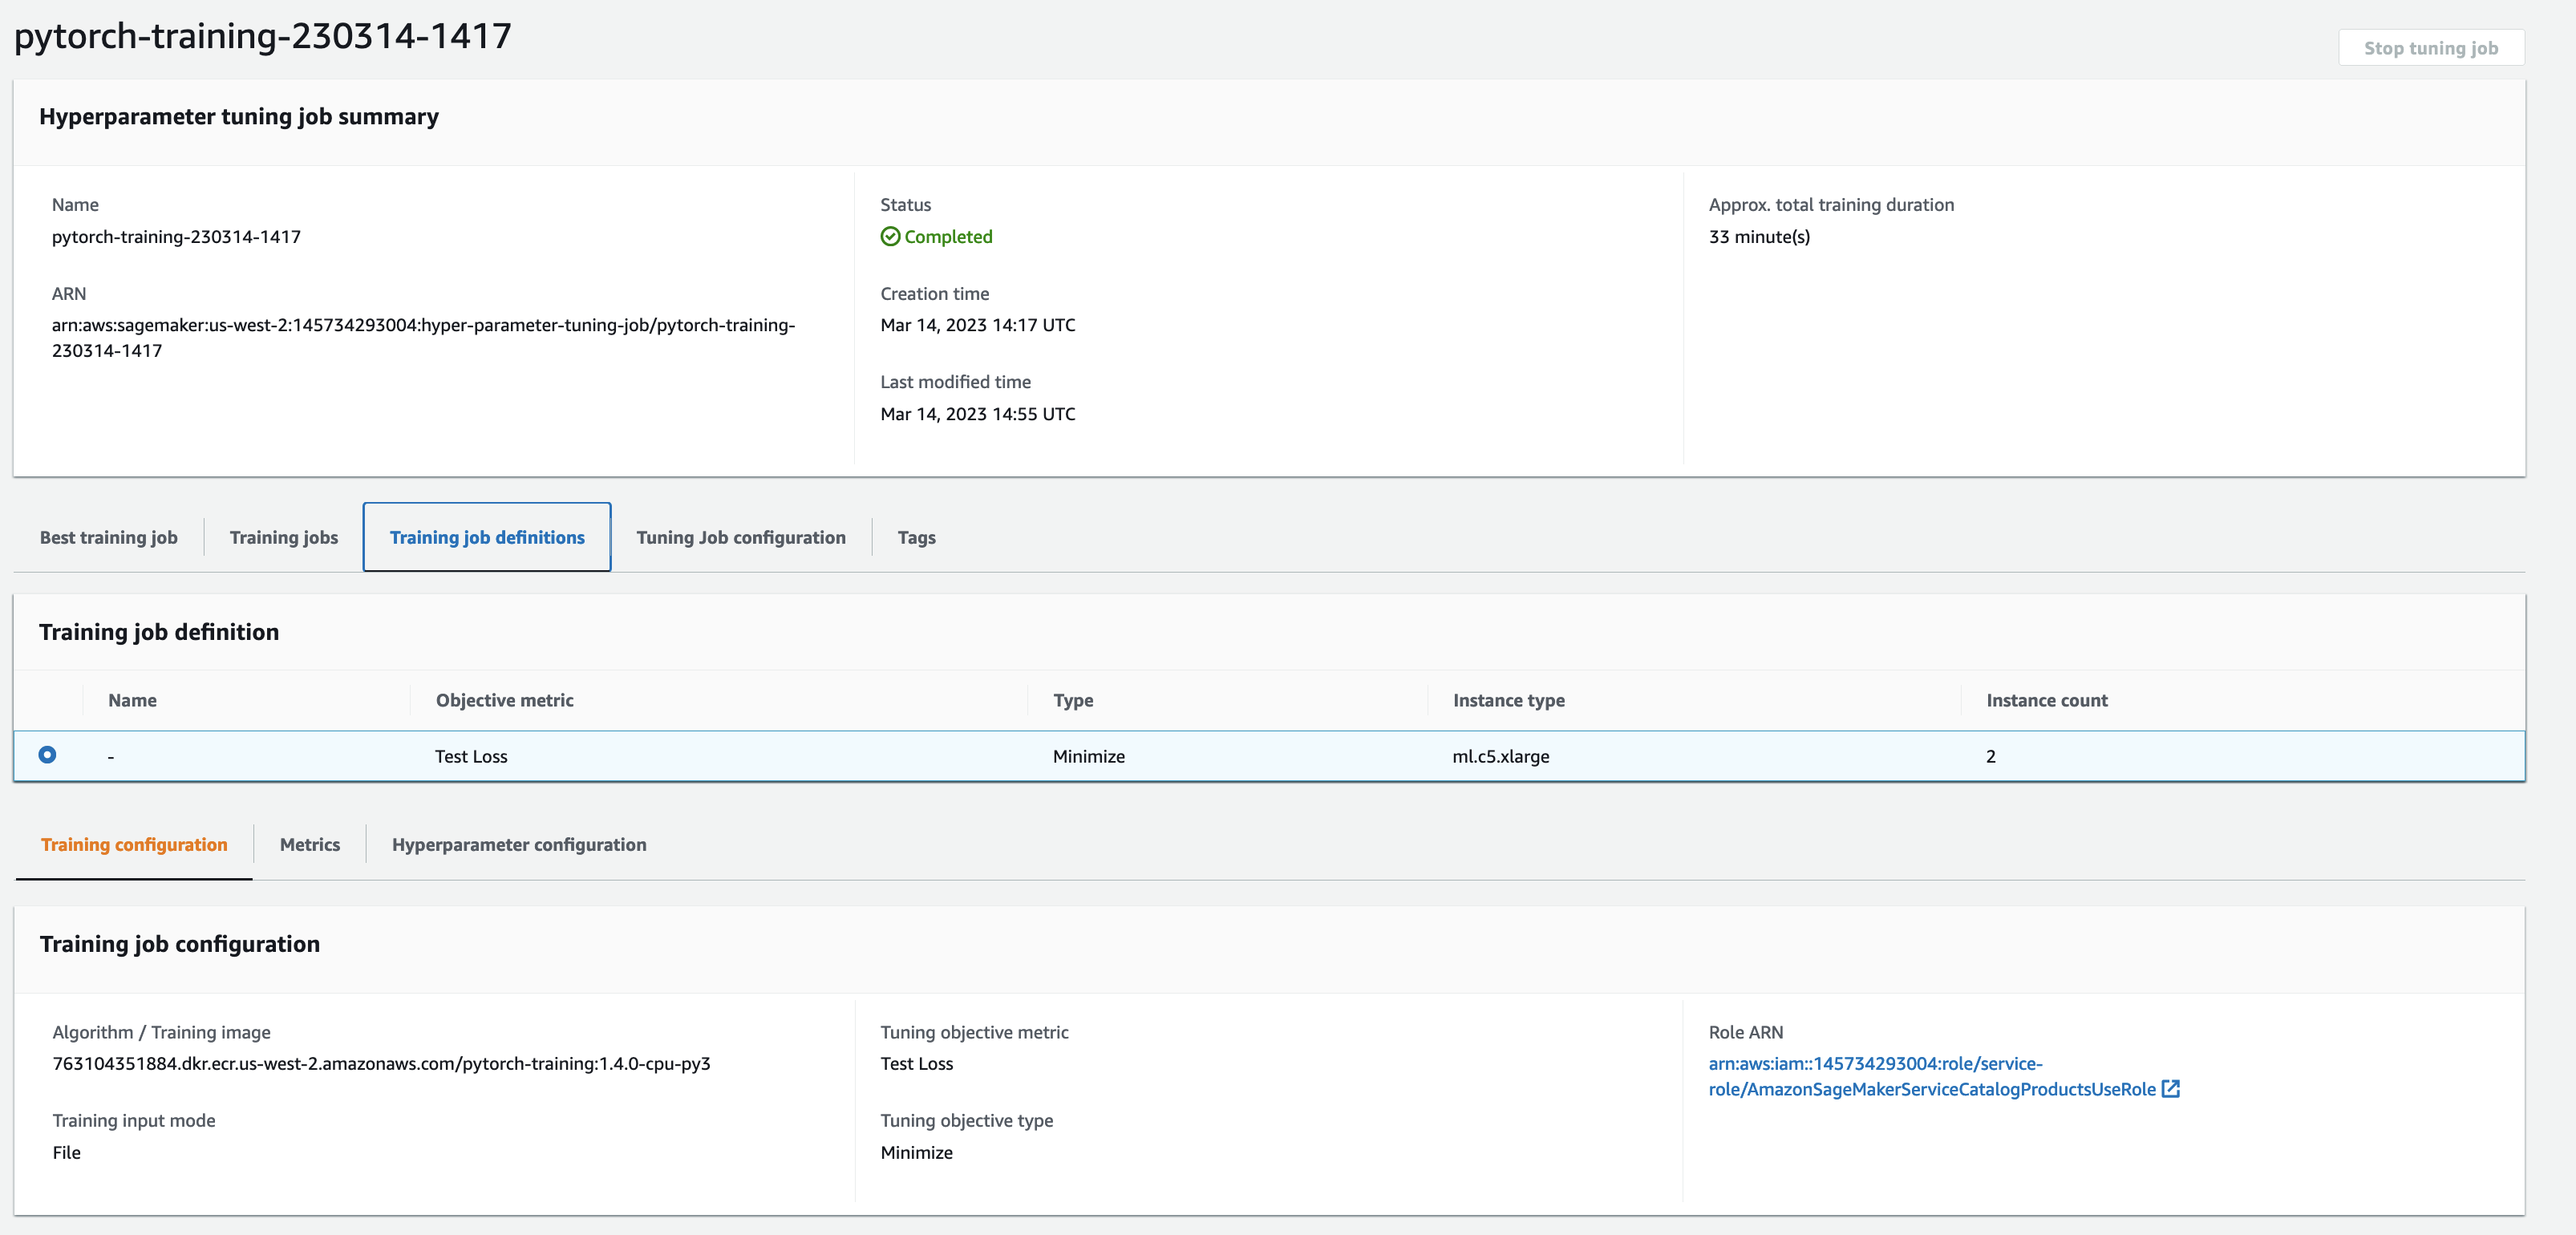 pytorch-training-230314-1417
Stop tuning job
Hyperparameter tuning job summary
Name
pytorch-training-230314-1417
ARN
arn:aws:sagemaker:us-west-2:145734293004:hyper-parameter-tuning-job/pytorch-training-
230314-1417
Status
Completed
Creation time
Mar 14, 2023 14:17 UTC
Last modified time
Mar 14, 2023 14:55 UTC
Approx. total training duration
33 minute(s)
Best training job
Training jobs
Training job definitions
Tuning Job configuration
Tags
Training job definition
Name
Objective metric
Type
Instance type
Instance count
-
Test Loss
Minimize
ml.c5.xlarge
2
Training configuration
Metrics
Hyperparameter configuration
Training job configuration
Algorithm / Training image
763104351884.dkr.ecr.us-west-2.amazonaws.com/pytorch-training:1.4.0-cpu-py3
Training input mode
File
Tuning objective metric
Test Loss
Tuning objective type
Minimize
Role ARN
arn:aws:iam::145734293004:role/service-
role/AmazonSageMakerServiceCatalogProductsUseRole